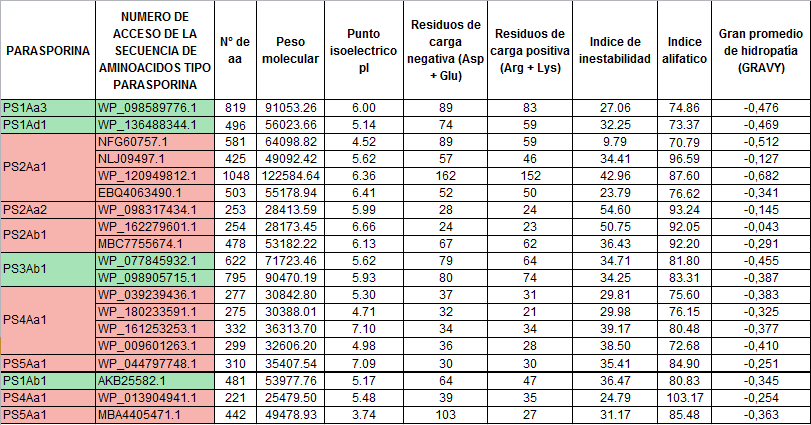 PARASPORINA | NUMERO DE ACCESO DE LA SECUENCIA DE AMINOACIDOS TIPO PARASPORINA | N° de aa | Peso molecular | Punto isoelectrico pI | Residuos de carga negativa (Asp + Glu) | Residuos de carga positiva (Arg + Lys) | Indice de inestabilidad | Indice alifatico | Gran promedio de hidropatía (GRAVY)
PS1Aa3 | WP_098589776.1 | 819 | 91053.26 | 6.00 | 89 | 83 | 27.06 | 74.86 | -0,476
PS1Ad1 | WP_136488344.1 | 496 | 56023.66 | 5.14 | 74 | 59 | 32.25 | 73.37 | -0,469
PS2Aa1 | NFG60757.1 | 581 | 64098.82 | 4.52 | 89 | 59 | 9.79 | 70.79 | -0,512
NLJ09497.1 | 425 | 49092.42 | 5.62 | 57 | 46 | 34.41 | 96.59 | -0,127
WP_120949812.1 | 1048 | 122584.64 | 6.36 | 162 | 152 | 42.96 | 87.60 | -0,682
EBQ4063490.1 | 503 | 55178.94 | 6.41 | 52 | 50 | 23.79 | 76.62 | -0,341
PS2Aa2 | WP_098317434.1 | 253 | 28413.59 | 5.99 | 28 | 24 | 54.60 | 93.24 | -0,145
PS2Ab1 | WP_162279601.1 | 254 | 28173.45 | 6.66 | 24 | 23 | 50.75 | 92.05 | -0,043
MBC7755674.1 | 478 | 53182.22 | 6.13 | 67 | 62 | 36.43 | 92.20 | -0,291
PS3Ab1 | WP_077845932.1 | 622 | 71723.46 | 5.62 | 79 | 64 | 34.71 | 81.80 | -0,455
WP_098905715.1 | 795 | 90470.19 | 5.93 | 80 | 74 | 34.25 | 83.31 | -0,387
PS4Aa1 | WP_039239436.1 | 277 | 30842.80 | 5.30 | 37 | 31 | 29.81 | 75.60 | -0,383
WP_180233591.1 | 275 | 30388.01 | 4.71 | 32 | 21 | 29.98 | 76.15 | -0,325
WP_161253253.1 | 332 | 36313.70 | 7.10 | 34 | 34 | 39.17 | 80.48 | -0,377
WP_009601263.1 | 299 | 32606.20 | 4.98 | 36 | 28 | 38.50 | 72.68 | -0,410
PS5Aa1 | WP_044797748.1 | 310 | 35407.54 | 7.09 | 30 | 30 | 35.41 | 84.90 | -0,251
PS1Ab1 | AKB25582.1 | 481 | 53977.76 | 5.17 | 64 | 47 | 36.47 | 80.83 | -0,345
PS4Aa1 | WP_013904941.1 | 221 | 25479.50 | 5.48 | 39 | 35 | 24.79 | 103.17 | -0,254
PS5Aa1 | MBA4405471.1 | 442 | 49478.93 | 3.74 | 103 | 27 | 31.17 | 85.48 | -0,363